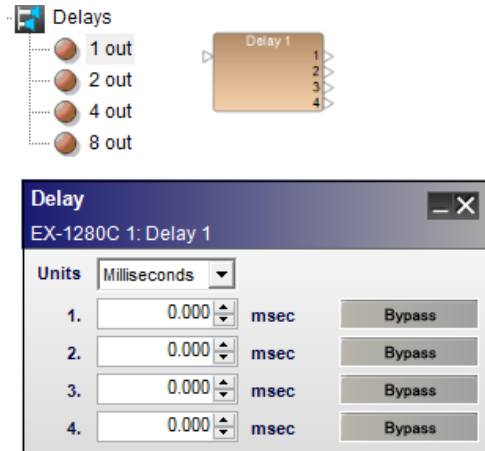 Delays
1 out
2 out
4 out
8 out
Delay 1
1
2
3
4
Delay
EX-1280C 1: Delay 1
Units Milliseconds
1. 0.000 msec Bypass
2. 0.000 msec Bypass
3. 0.000 msec Bypass
4. 0.000 msec Bypass